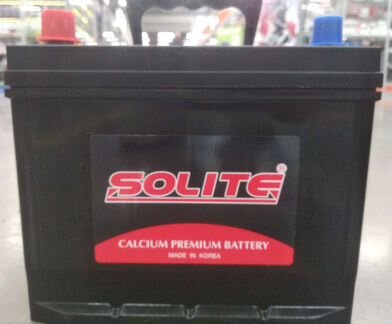 SOLITE®
CALCIUM PREMIUM BATTERY
MADE IN KOREA